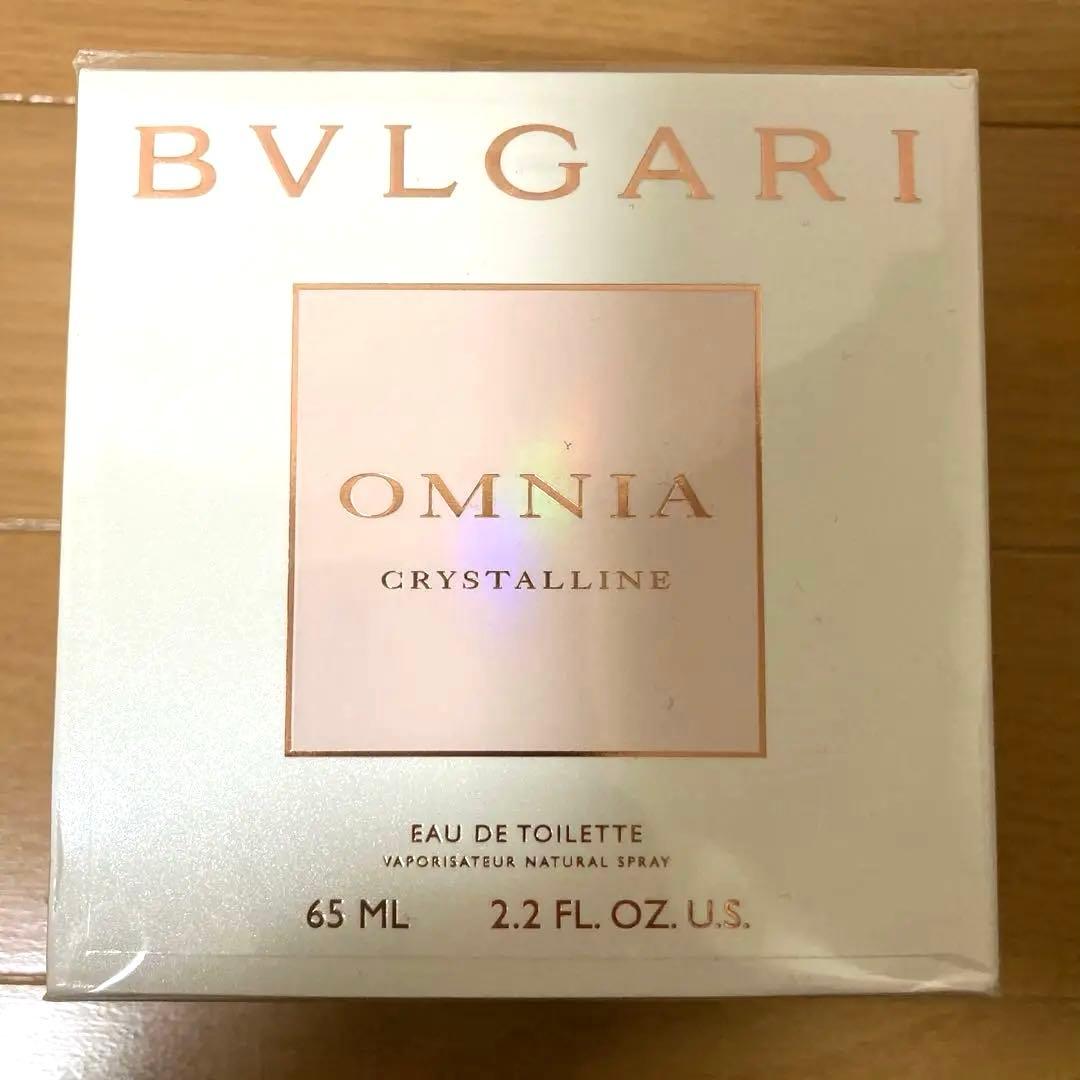 BVLGARI
OMNIA
CRYSTALLINE
EAU DE TOILETTE
VAPORISATEUR NATURAL SPRAY
65 ML 2.2 FL. OZ. U.S.